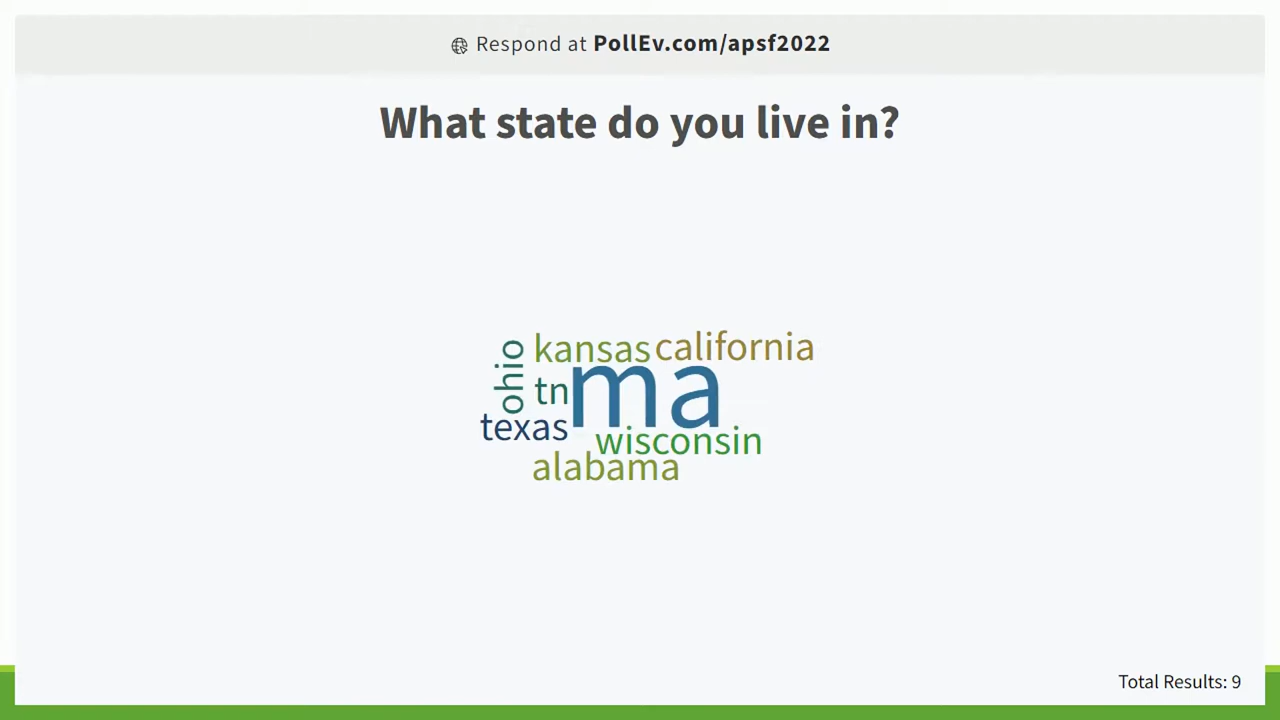 Respond at PollEv.com/apsf2022
What state do you live in?
ohio
kansas
california
tn
ma
texas
wisconsin
alabama
Total Results: 9